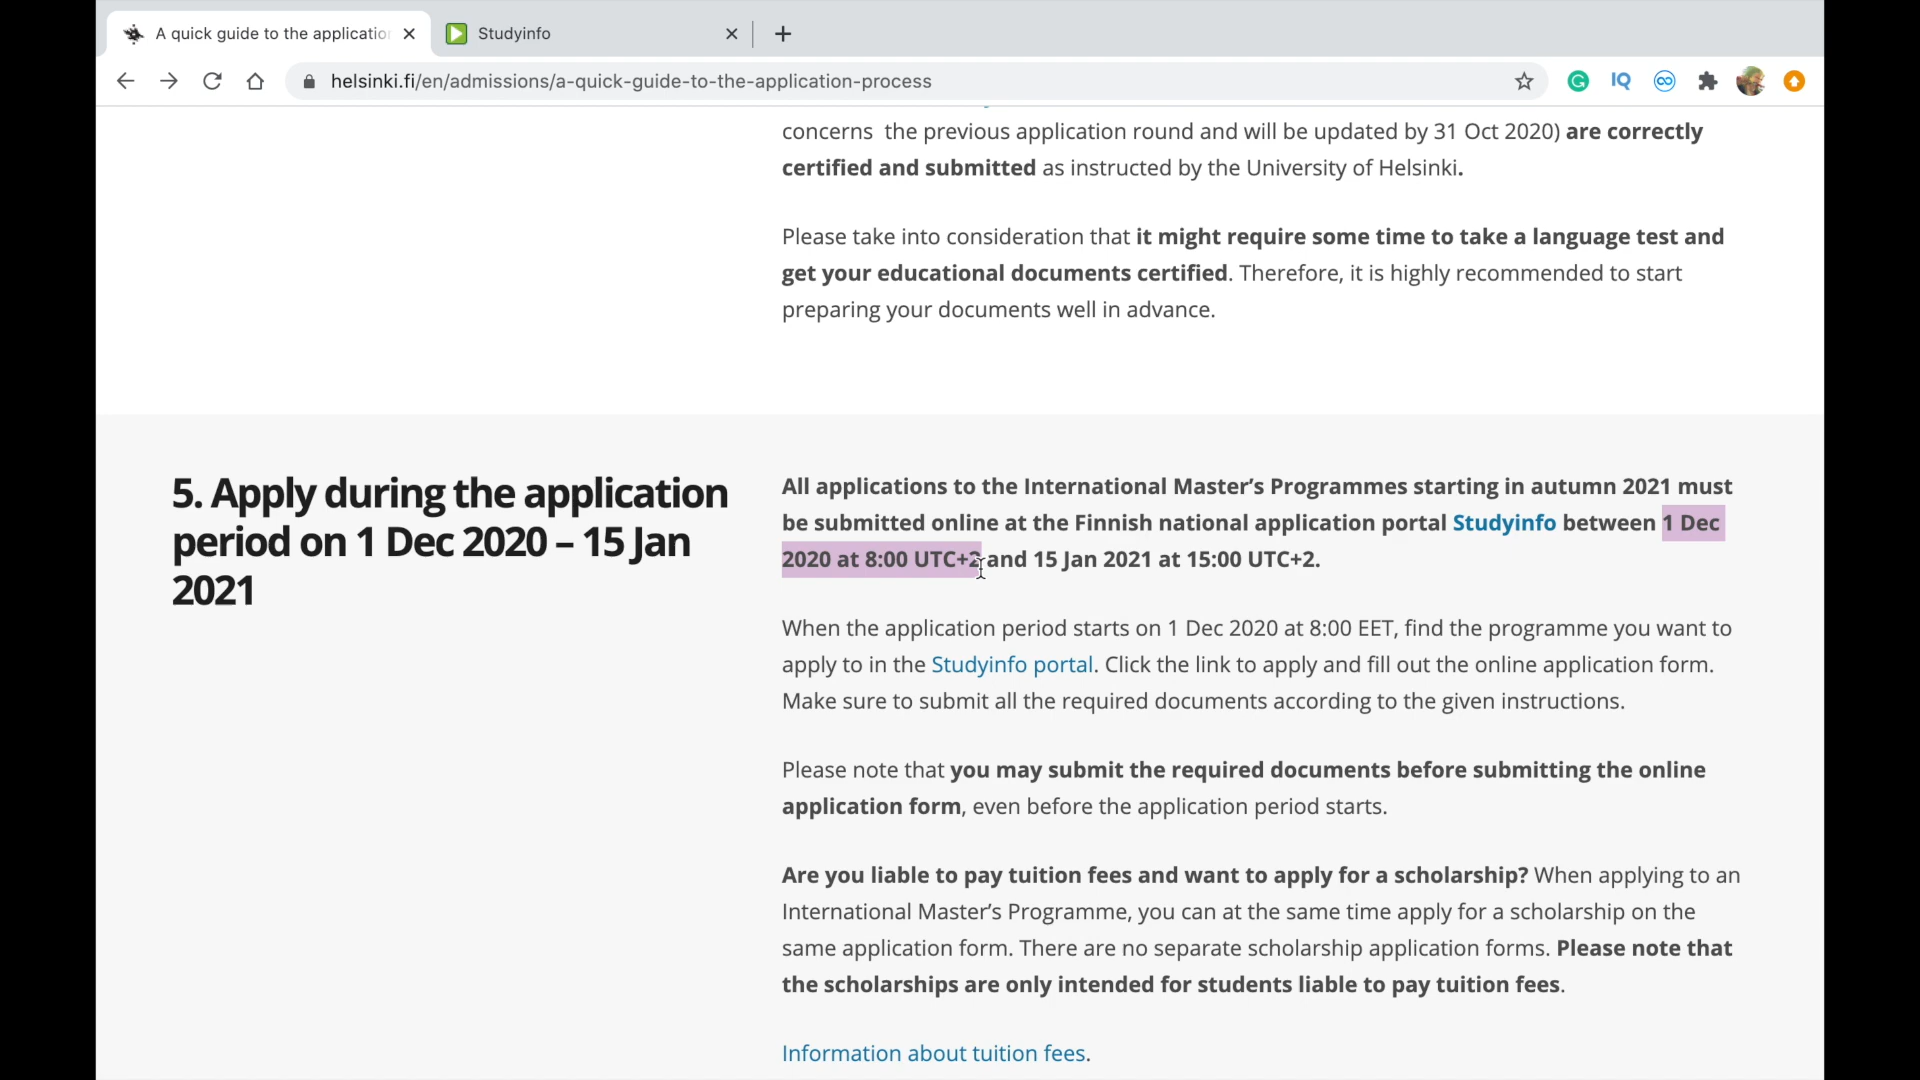 A quick guide to the applicatio
Studyinfo
helsinki.fi/en/admissions/a-quick-guide-to-the-application-process
IQ
concerns the previous application round and will be updated by 31 Oct 2020) are correctly
certified and submitted as instructed by the University of Helsinki.
Please take into consideration that it might require some time to take a language test and
get your educational documents certified. Therefore, it is highly recommended to start
preparing your documents well in advance.
5. Apply during the application
period on 1 Dec 2020 – 15 Jan
2021
All applications to the International Master’s Programmes starting in autumn 2021 must
be submitted online at the Finnish national application portal Studyinfo between 1 Dec
2020 at 8:00 UTC+2 and 15 Jan 2021 at 15:00 UTC+2.
When the application period starts on 1 Dec 2020 at 8:00 EET, find the programme you want to
apply to in the Studyinfo portal. Click the link to apply and fill out the online application form.
Make sure to submit all the required documents according to the given instructions.
Please note that you may submit the required documents before submitting the online
application form, even before the application period starts.
Are you liable to pay tuition fees and want to apply for a scholarship? When applying to an
International Master’s Programme, you can at the same time apply for a scholarship on the
same application form. There are no separate scholarship application forms. Please note that
the scholarships are only intended for students liable to pay tuition fees.
Information about tuition fees.